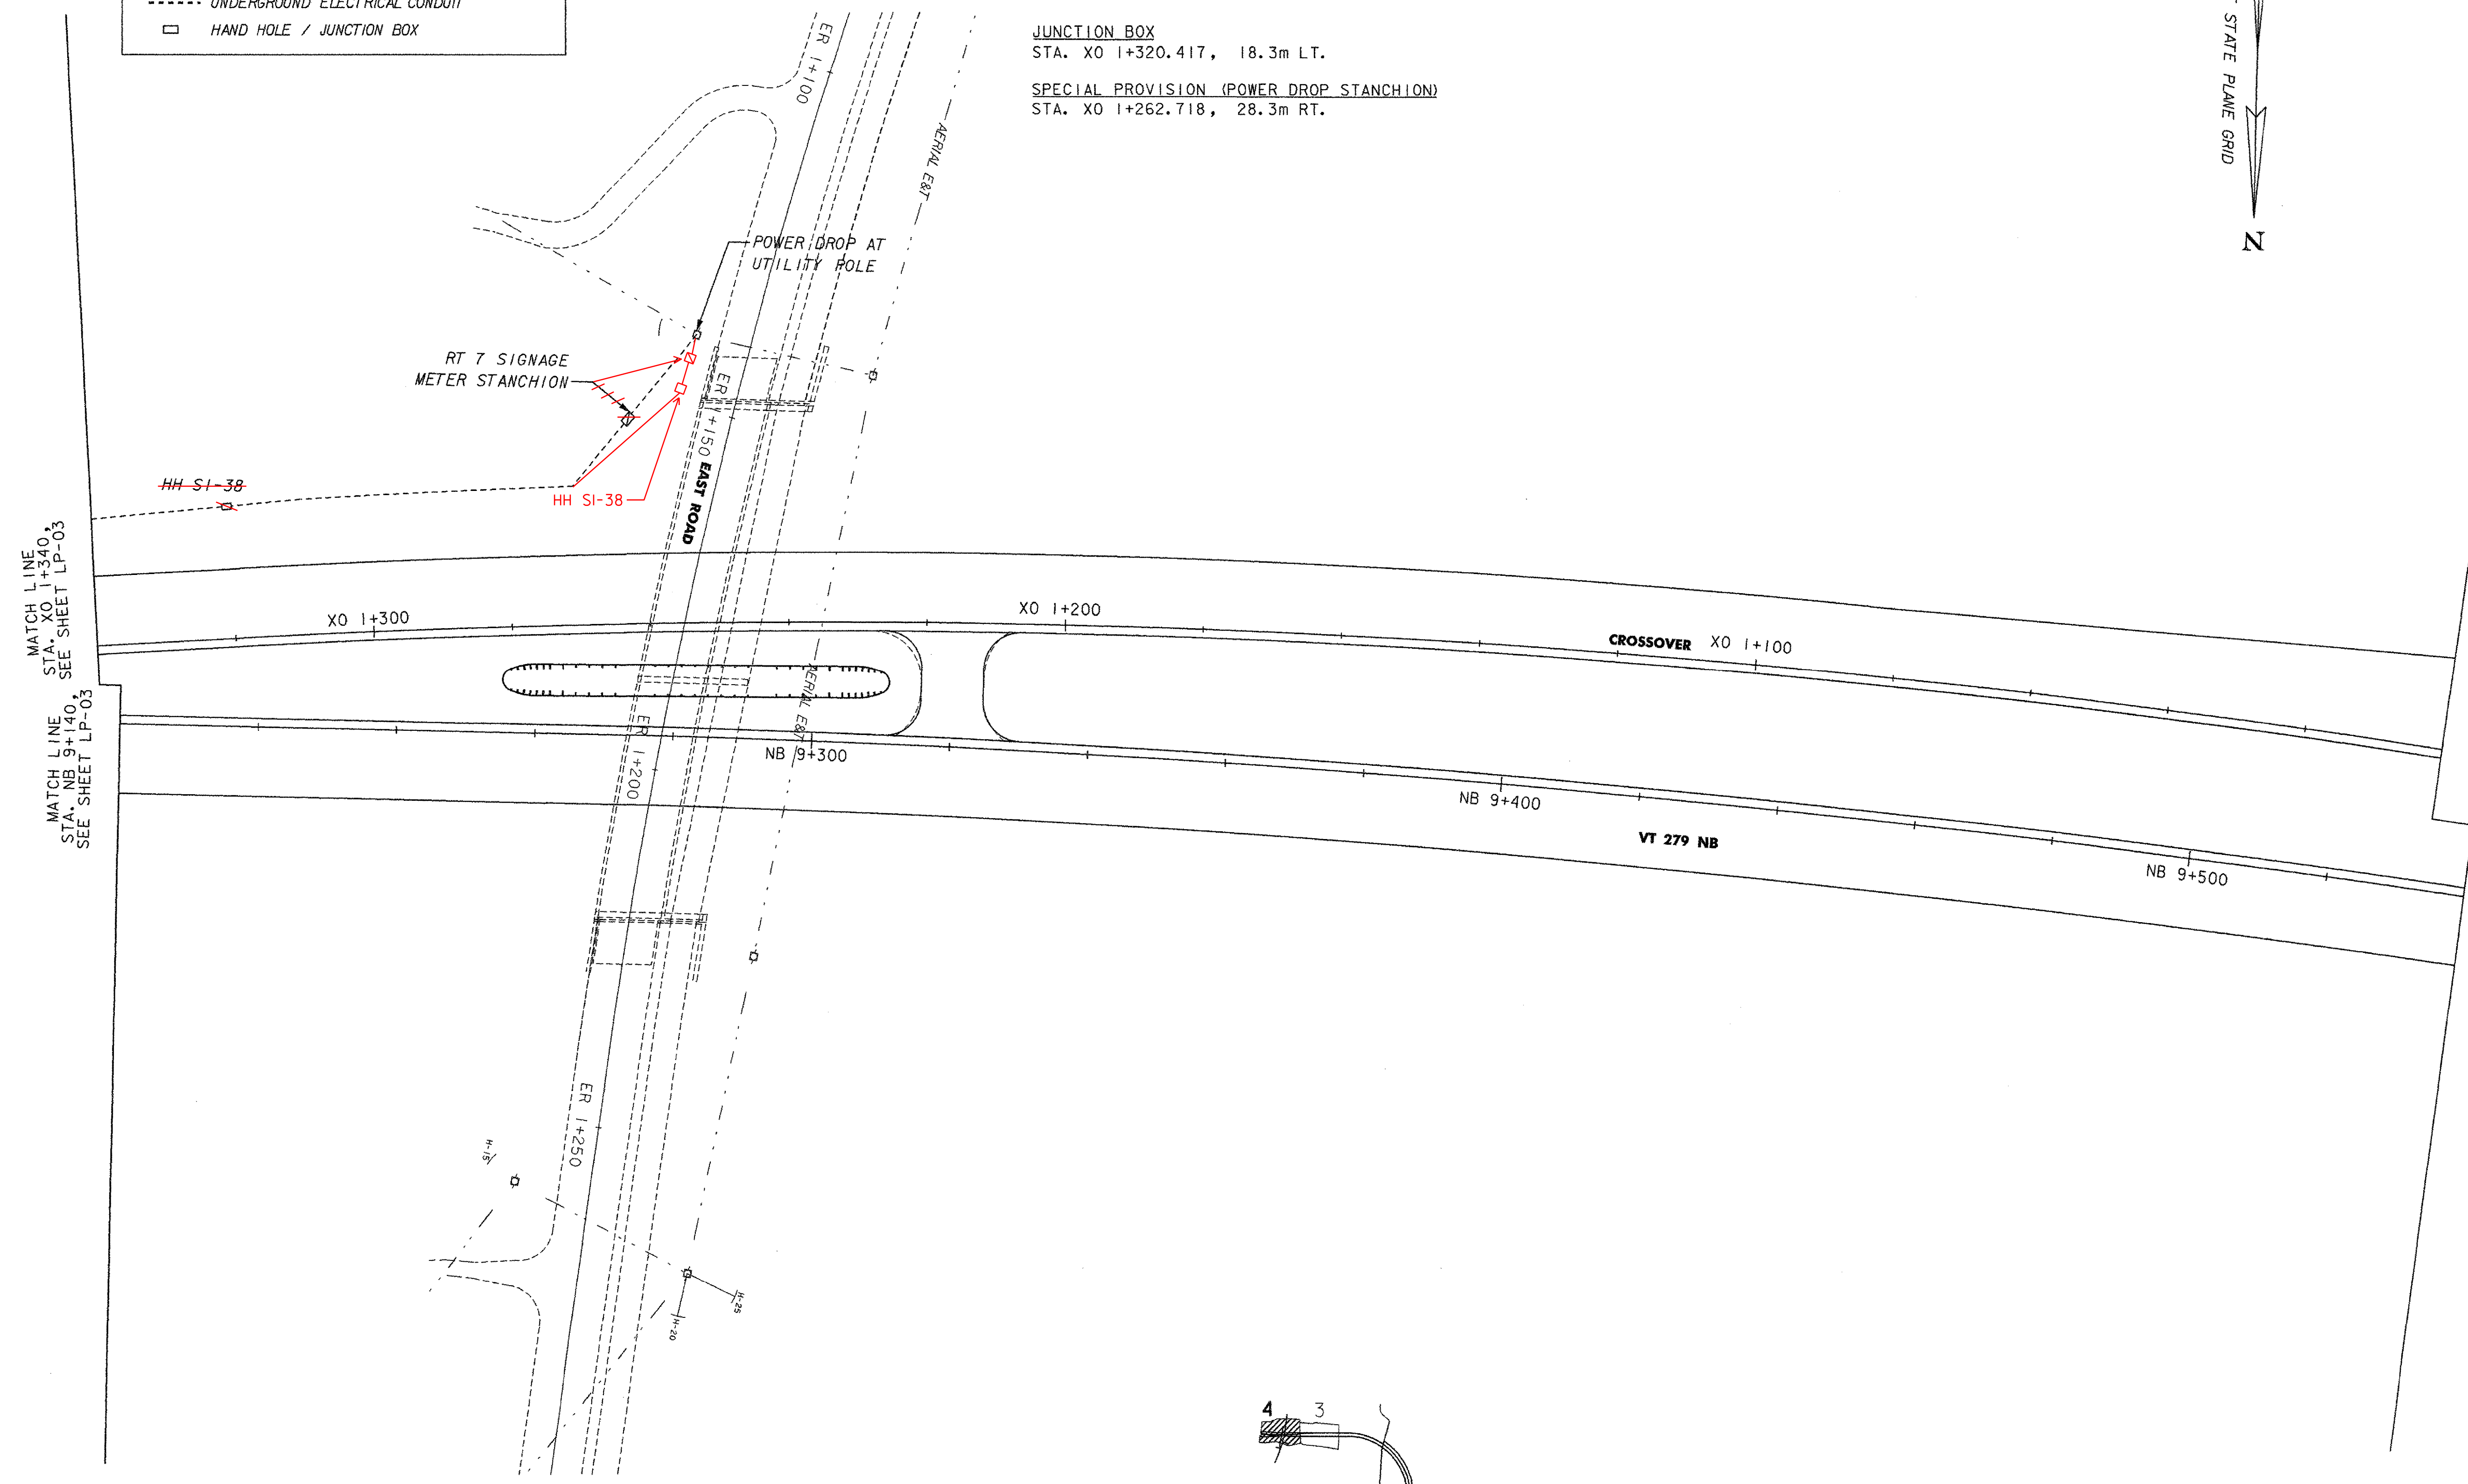 UNDERGROUND ELECTRICAL CONDUIT
HAND HOLE / JUNCTION BOX
JUNCTION BOX
STA. XO 1+320.417, 18.3m LT.
SPECIAL PROVISION (POWER DROP STANCHION)
STA. XO 1+262.718, 28.3m RT.
STATE PLANE GRID
N
ER 1+100
AERIAL E&T
POWER DROP AT
UTILITY POLE
RT 7 SIGNAGE
METER STANCHION
ER 1+150
EAST ROAD
HH SI-38
HH SI-38
MATCH LINE
STA. XO 1+340,
SEE SHEET LP-03
XO 1+300
XO 1+200
CROSSOVER
XO 1+100
MATCH LINE
STA. NB 9+140,
SEE SHEET LP-03
AERIAL E&T
ER 1+200
NB 9+300
NB 9+400
VT 279 NB
NB 9+500
ER 1+250
H-15
H-25
H-20
4
3